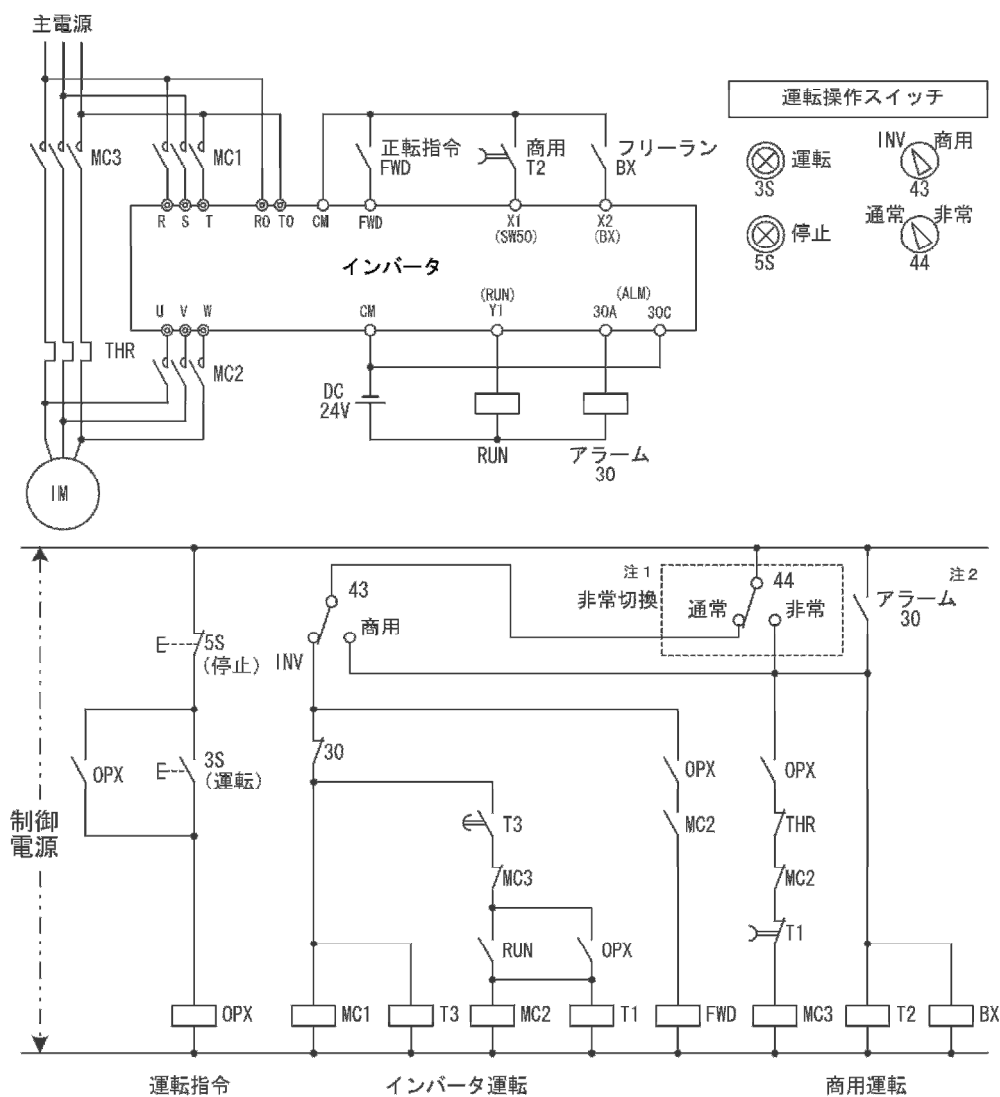 主電源
運転操作スイッチ
MC3
MC1
正転指令
FWD
商用
T2
フリーラン
BX
運転
3S
INV 商用
43
停止
5S
通常 非常
44
R S T R0 T0 CM FWD X1 X2
(SW50) (BX)
インバータ
U V W CM (RUN) Y1 30A (ALM) 30C
THR
MC2
DC
24V
RUN
アラーム
30
IM
注1
非常切換
44
通常 非常
注2
アラーム
30
43
商用
INV
5S
(停止)
OPX
3S
(運転)
30
T3
MC3
RUN
OPX
OPX
MC2
OPX
THR
MC2
T1
制御
電源
OPX MC1 T3 MC2 T1 FWD MC3 T2 BX
運転指令 インバータ運転 商用運転